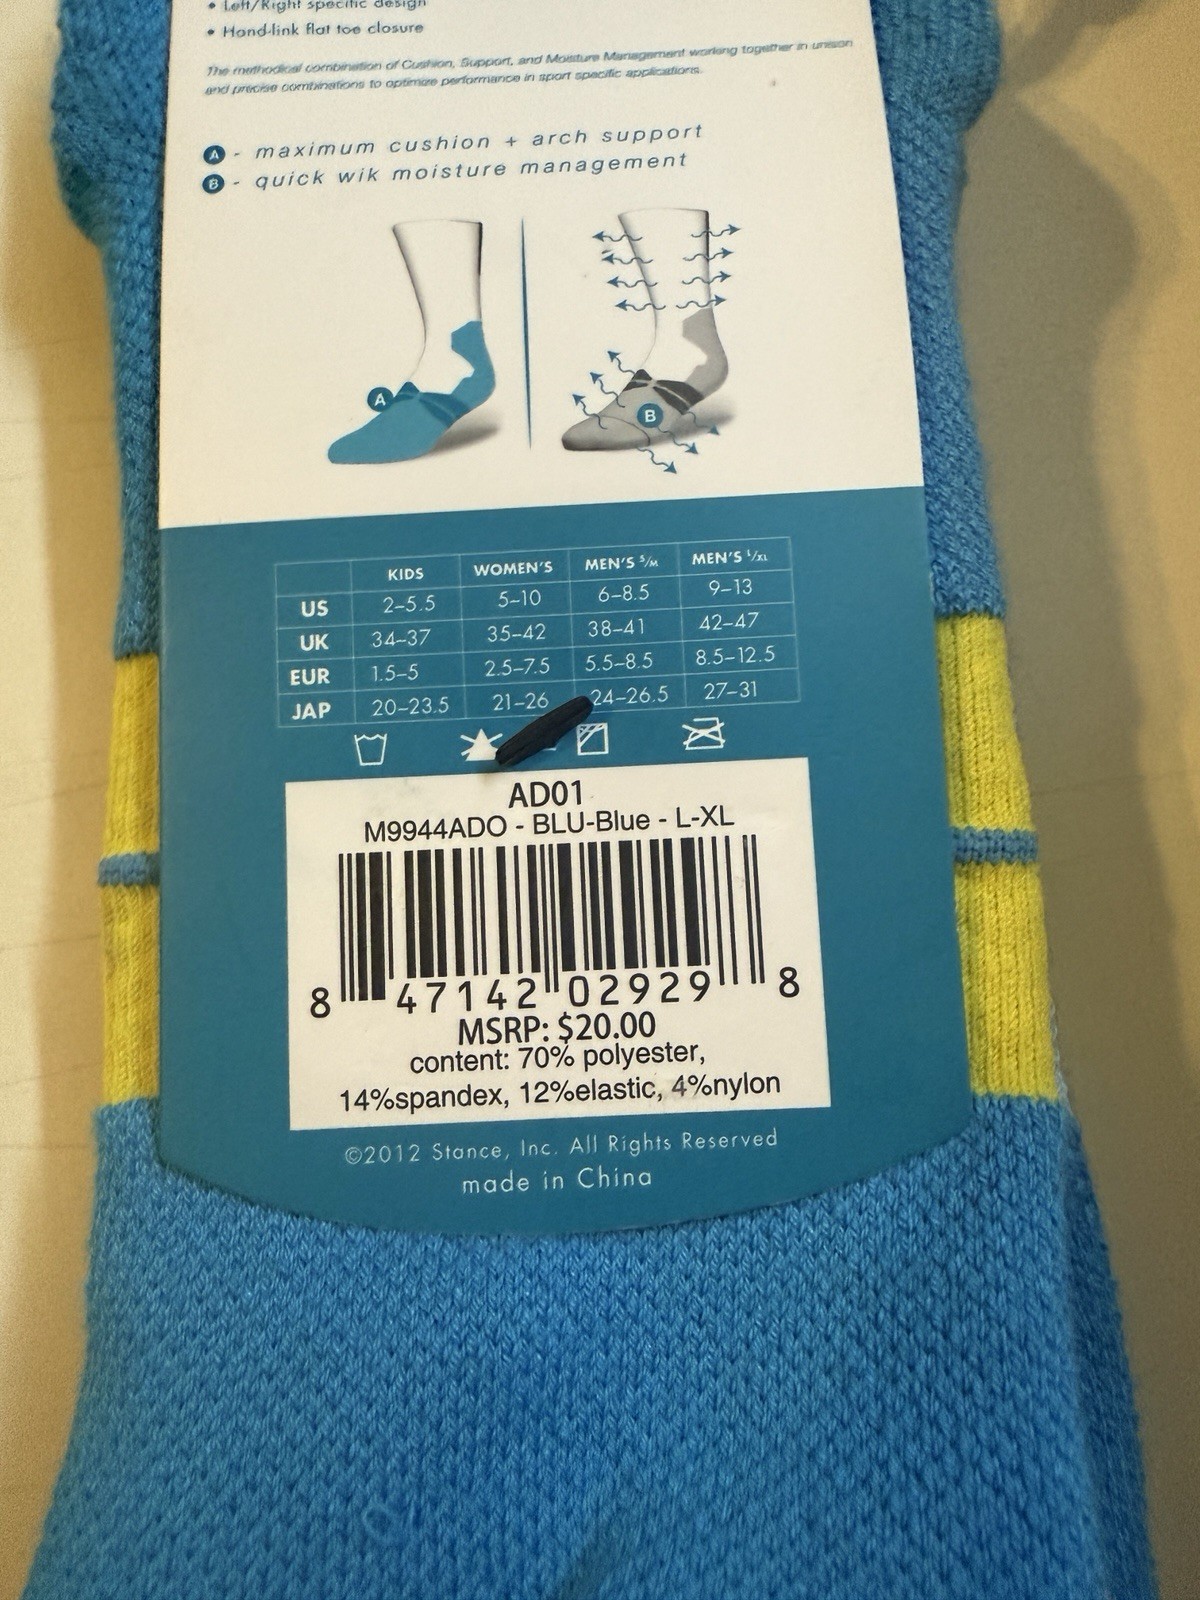 • Left/Right specific design
• Hand-link flat toe closure
The methodical combination of Cushion, Support, and Moisture Management working together in unison
and precise combinations to optimize performance in sport specific applications.
A - maximum cushion + arch support
B - quick wik moisture management
A
B
KIDS WOMEN'S MEN'S S/M MEN'S L/XL
US 2–5.5 5–10 6–8.5 9–13
UK 34–37 35–42 38–41 42–47
EUR 1.5–5 2.5–7.5 5.5–8.5 8.5–12.5
JAP 20–23.5 21–26 24–26.5 27–31
AD01
M9944ADO - BLU-Blue - L-XL
8 47142 02929 8
MSRP: $20.00
content: 70% polyester,
14%spandex, 12%elastic, 4%nylon
©2012 Stance, Inc. All Rights Reserved
made in China